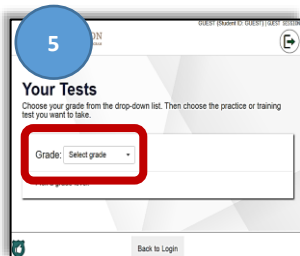 GUEST (Student ID: GUEST) | GUEST SESSION
5
ON
Your Tests
Choose your grade from the drop-down list. Then choose the practice or training
test you want to take.
Grade: Select grade
Back to Login